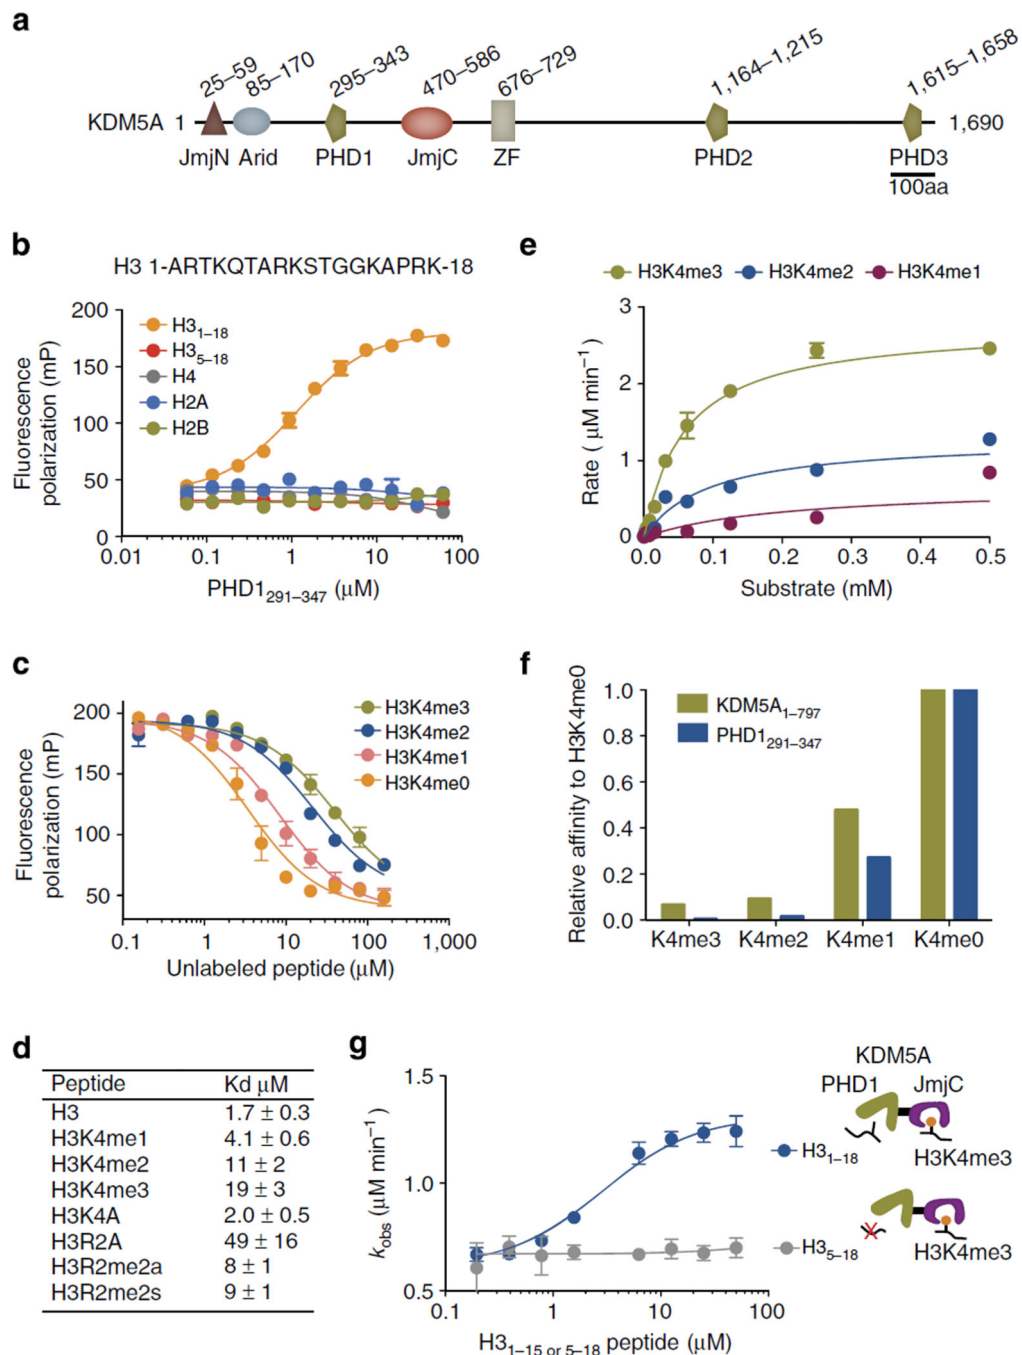 a
25–59
85–170
295–343
470–586
676–729
1,164–1,215
1,615–1,658
KDM5A 1
1,690
JmjN Arid PHD1 JmjC ZF PHD2 PHD3
100aa
b
H3 1-ARTKQTARKSTGGKAPRK-18
200
150
100
50
0
Fluorescence
polarization (mP)
H3₁₋₁₈
H3₅₋₁₈
H4
H2A
H2B
0.01 0.1 1 10 100
PHD1₂₉₁₋₃₄₇ (μM)
e
H3K4me3 H3K4me2 H3K4me1
3
2
1
0
Rate ( μM min⁻¹)
0.0 0.1 0.2 0.3 0.4 0.5
Substrate (mM)
c
200
150
100
50
Fluorescence
polarization (mP)
H3K4me3
H3K4me2
H3K4me1
H3K4me0
0.1 1 10 100 1,000
Unlabeled peptide (μM)
f
1.0
0.8
0.6
0.4
0.2
0.0
Relative affinity to H3K4me0
KDM5A₁₋₇₉₇
PHD1₂₉₁₋₃₄₇
K4me3 K4me2 K4me1 K4me0
d
Peptide Kd μM
H3 1.7 ± 0.3
H3K4me1 4.1 ± 0.6
H3K4me2 11 ± 2
H3K4me3 19 ± 3
H3K4A 2.0 ± 0.5
H3R2A 49 ± 16
H3R2me2a 8 ± 1
H3R2me2s 9 ± 1
g
1.5
1.0
0.5
k_obs (μM min⁻¹)
0.1 1 10 100
H3₁₋₁₅ or ₅₋₁₈ peptide (μM)
KDM5A
PHD1 JmjC
H3₁₋₁₈
H3K4me3
H3₅₋₁₈
H3K4me3